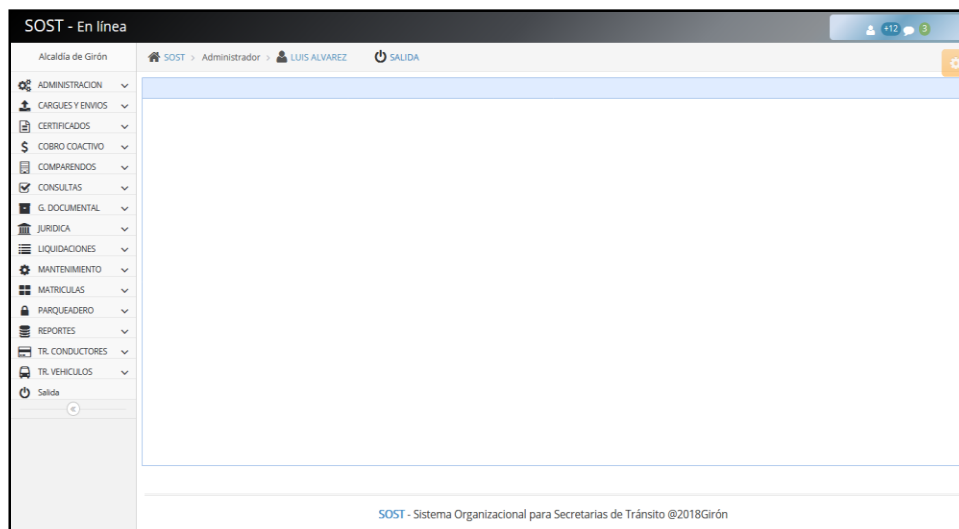 SOST - En línea
+12 3
Alcaldía de Girón
SOST > Administrador > LUIS ALVAREZ SALIDA
ADMINISTRACION
CARGUES Y ENVIOS
CERTIFICADOS
COBRO COACTIVO
COMPARENDOS
CONSULTAS
G. DOCUMENTAL
JURIDICA
LIQUIDACIONES
MANTENIMIENTO
MATRICULAS
PARQUEADERO
REPORTES
TR. CONDUCTORES
TR. VEHICULOS
Salida
SOST - Sistema Organizacional para Secretarias de Tránsito @2018Girón